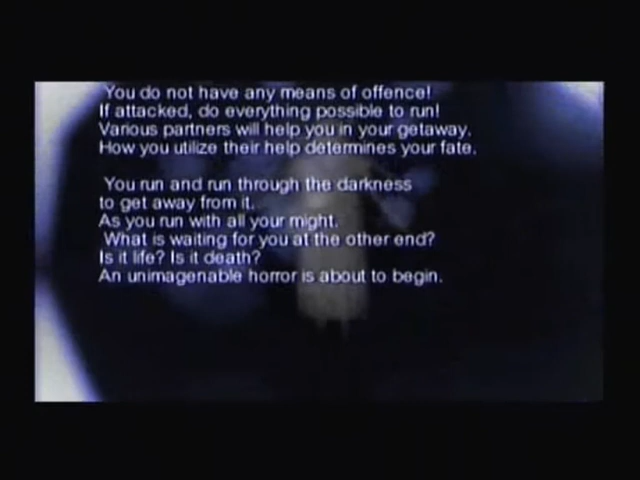 You do not have any means of offence!
If attacked, do everything possible to run!
Various partners will help you in your getaway.
How you utilize their help determines your fate.
You run and run through the darkness
to get away from it.
As you run with all your might.
What is waiting for you at the other end?
Is it life? Is it death?
An unimagenable horror is about to begin.